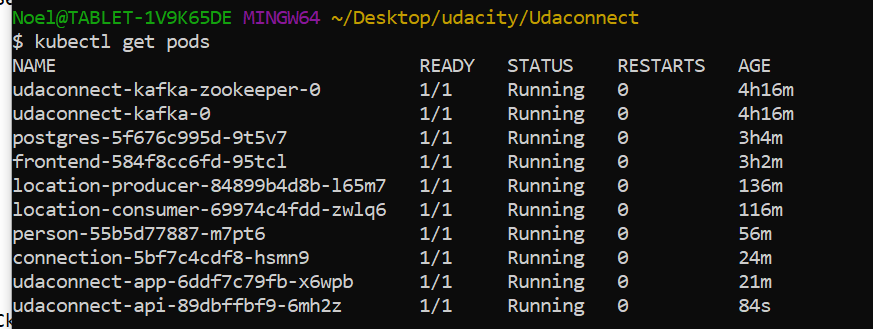 Noel@TABLET-1V9K65DE MINGW64 ~/Desktop/udacity/Udaconnect
$ kubectl get pods
NAME READY STATUS RESTARTS AGE
udaconnect-kafka-zookeeper-0 1/1 Running 0 4h16m
udaconnect-kafka-0 1/1 Running 0 4h16m
postgres-5f676c995d-9t5v7 1/1 Running 0 3h4m
frontend-584f8cc6fd-95tcl 1/1 Running 0 3h2m
location-producer-84899b4d8b-l65m7 1/1 Running 0 136m
location-consumer-69974c4fdd-zwlq6 1/1 Running 0 116m
person-55b5d77887-m7pt6 1/1 Running 0 56m
connection-5bf7c4cdf8-hsmn9 1/1 Running 0 24m
udaconnect-app-6ddf7c79fb-x6wpb 1/1 Running 0 21m
udaconnect-api-89dbffbf9-6mh2z 1/1 Running 0 84s